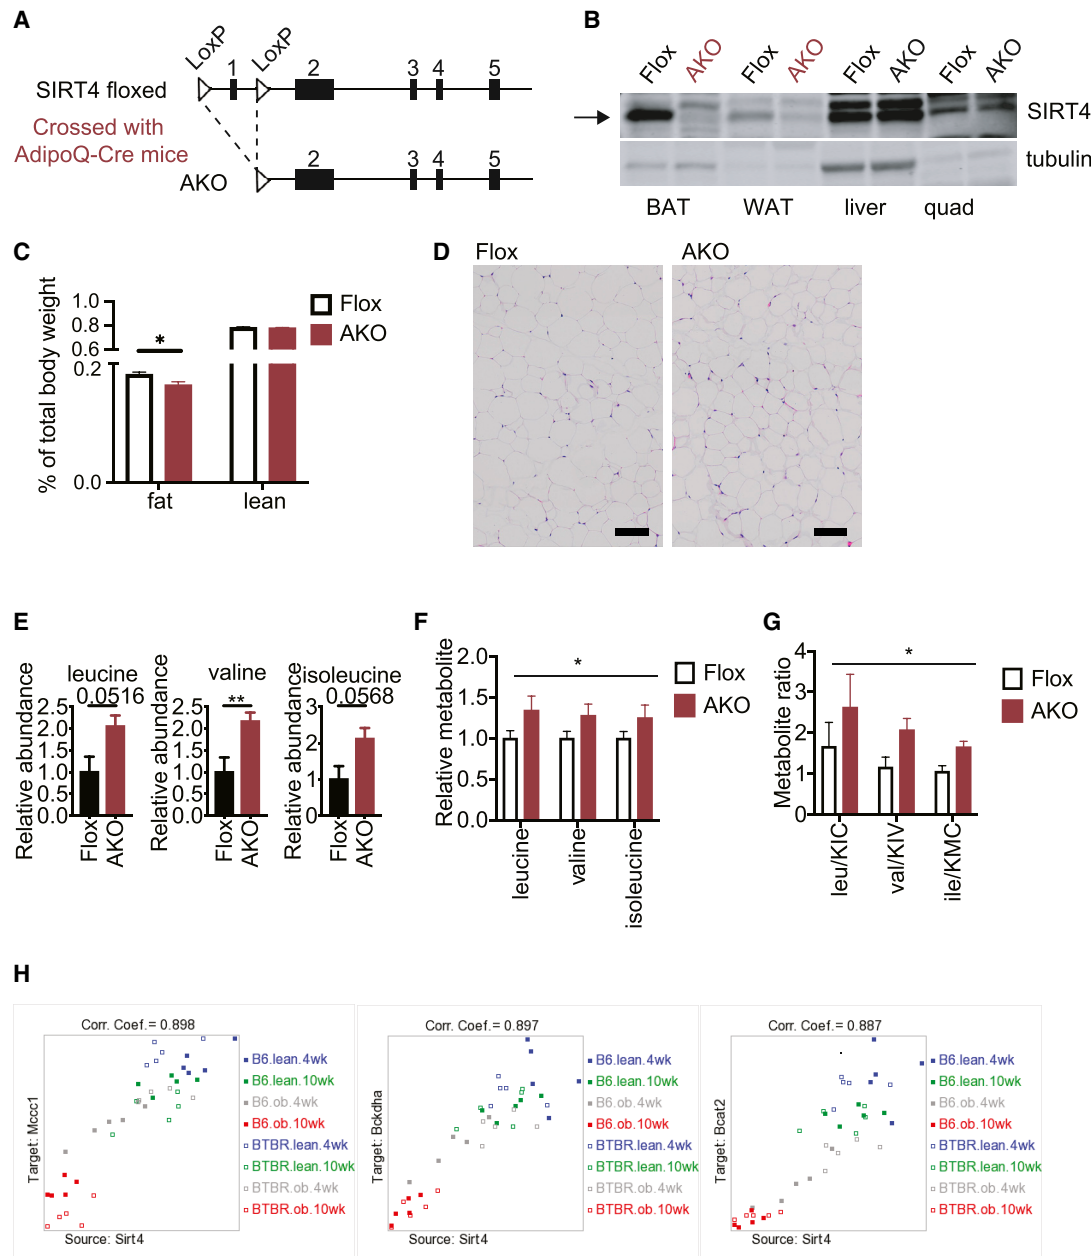 A
LoxP
LoxP
1
2
3
4
5
SIRT4 floxed
Crossed with
AdipoQ-Cre mice
2
3
4
5
AKO
B
Flox
AKO
Flox
AKO
Flox
AKO
Flox
AKO
SIRT4
tubulin
BAT
WAT
liver
quad
C
% of total body weight
1.0
0.8
0.6
0.2
0.0
*
Flox
AKO
fat
lean
D
Flox
AKO
E
Relative abundance
leucine
0.0516
2.5
2.0
1.5
1.0
0.5
0.0
Flox
AKO
Relative abundance
valine
**
2.5
2.0
1.5
1.0
0.5
0.0
Flox
AKO
Relative abundance
isoleucine
0.0568
3
2
1
0
Flox
AKO
F
Relative metabolite
2.0
1.5
1.0
0.5
0.0
*
Flox
AKO
leucine
valine
isoleucine
G
Metabolite ratio
4
3
2
1
0
*
Flox
AKO
leu/KIC
val/KIV
ile/KMC
H
Corr. Coef.= 0.898
Target: Mccc1
Source: Sirt4
B6.lean.4wk
B6.lean.10wk
B6.ob.4wk
B6.ob.10wk
BTBR.lean.4wk
BTBR.lean.10wk
BTBR.ob.4wk
BTBR.ob.10wk
Corr. Coef.= 0.897
Target: Bckdha
Source: Sirt4
B6.lean.4wk
B6.lean.10wk
B6.ob.4wk
B6.ob.10wk
BTBR.lean.4wk
BTBR.lean.10wk
BTBR.ob.4wk
BTBR.ob.10wk
Corr. Coef.= 0.887
Target: Bcat2
Source: Sirt4
B6.lean.4wk
B6.lean.10wk
B6.ob.4wk
B6.ob.10wk
BTBR.lean.4wk
BTBR.lean.10wk
BTBR.ob.4wk
BTBR.ob.10wk